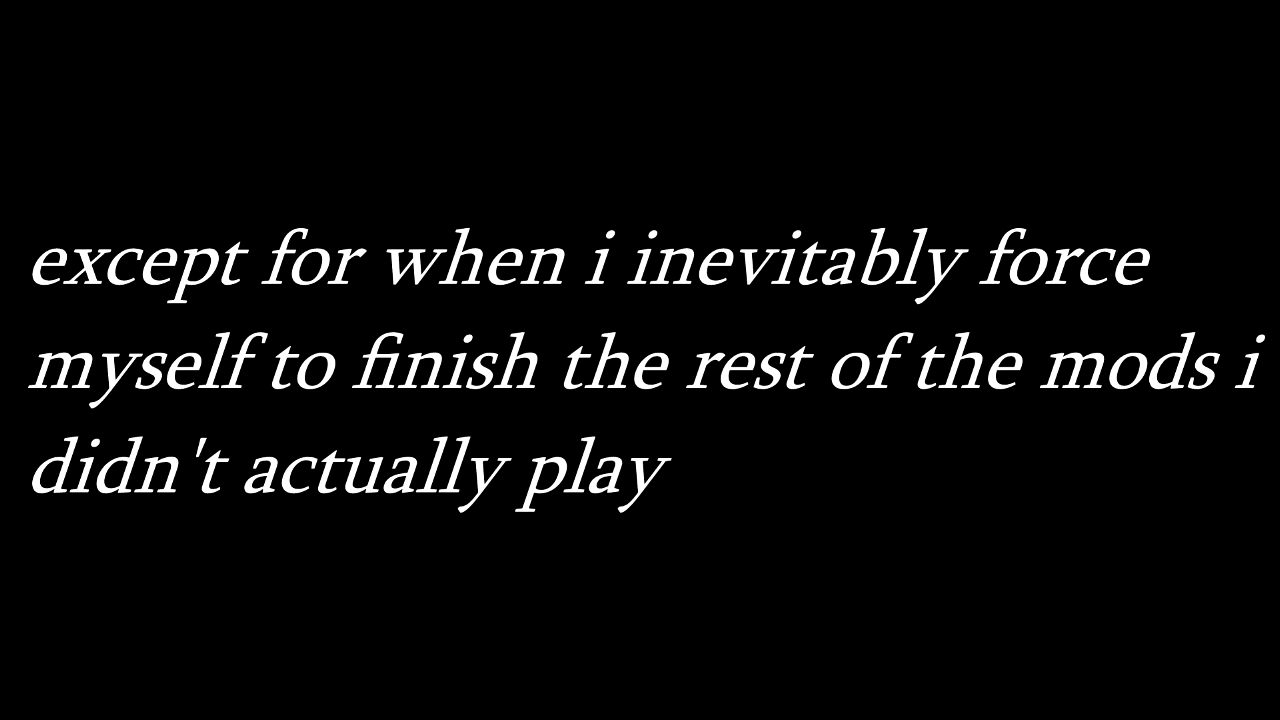 except for when i inevitably force
myself to finish the rest of the mods i
didn't actually play